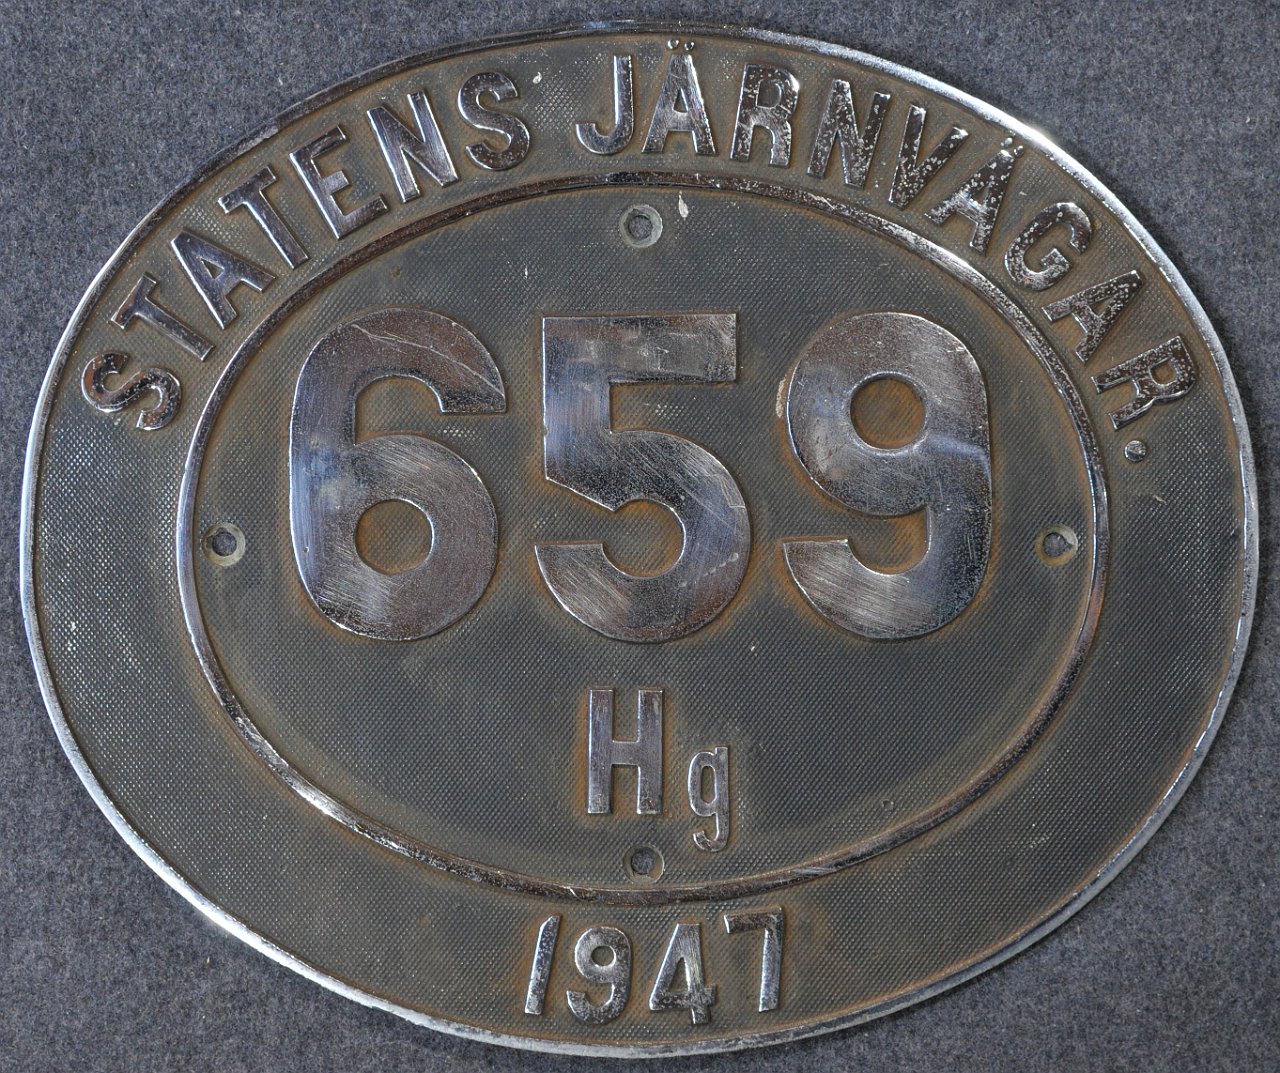 STATENS JÄRNVÄGAR.
659
Hg
1947